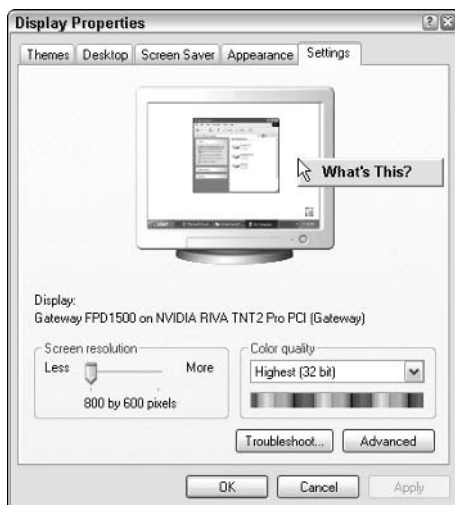 Display Properties
Themes
Desktop
Screen Saver
Appearance
Settings
What's This?
Display:
Gateway FPD1500 on NVIDIA RIVA TNT2 Pro PCI (Gateway)
Screen resolution
Less
More
800 by 600 pixels
Color quality
Highest (32 bit)
Troubleshoot...
Advanced
OK
Cancel
Apply